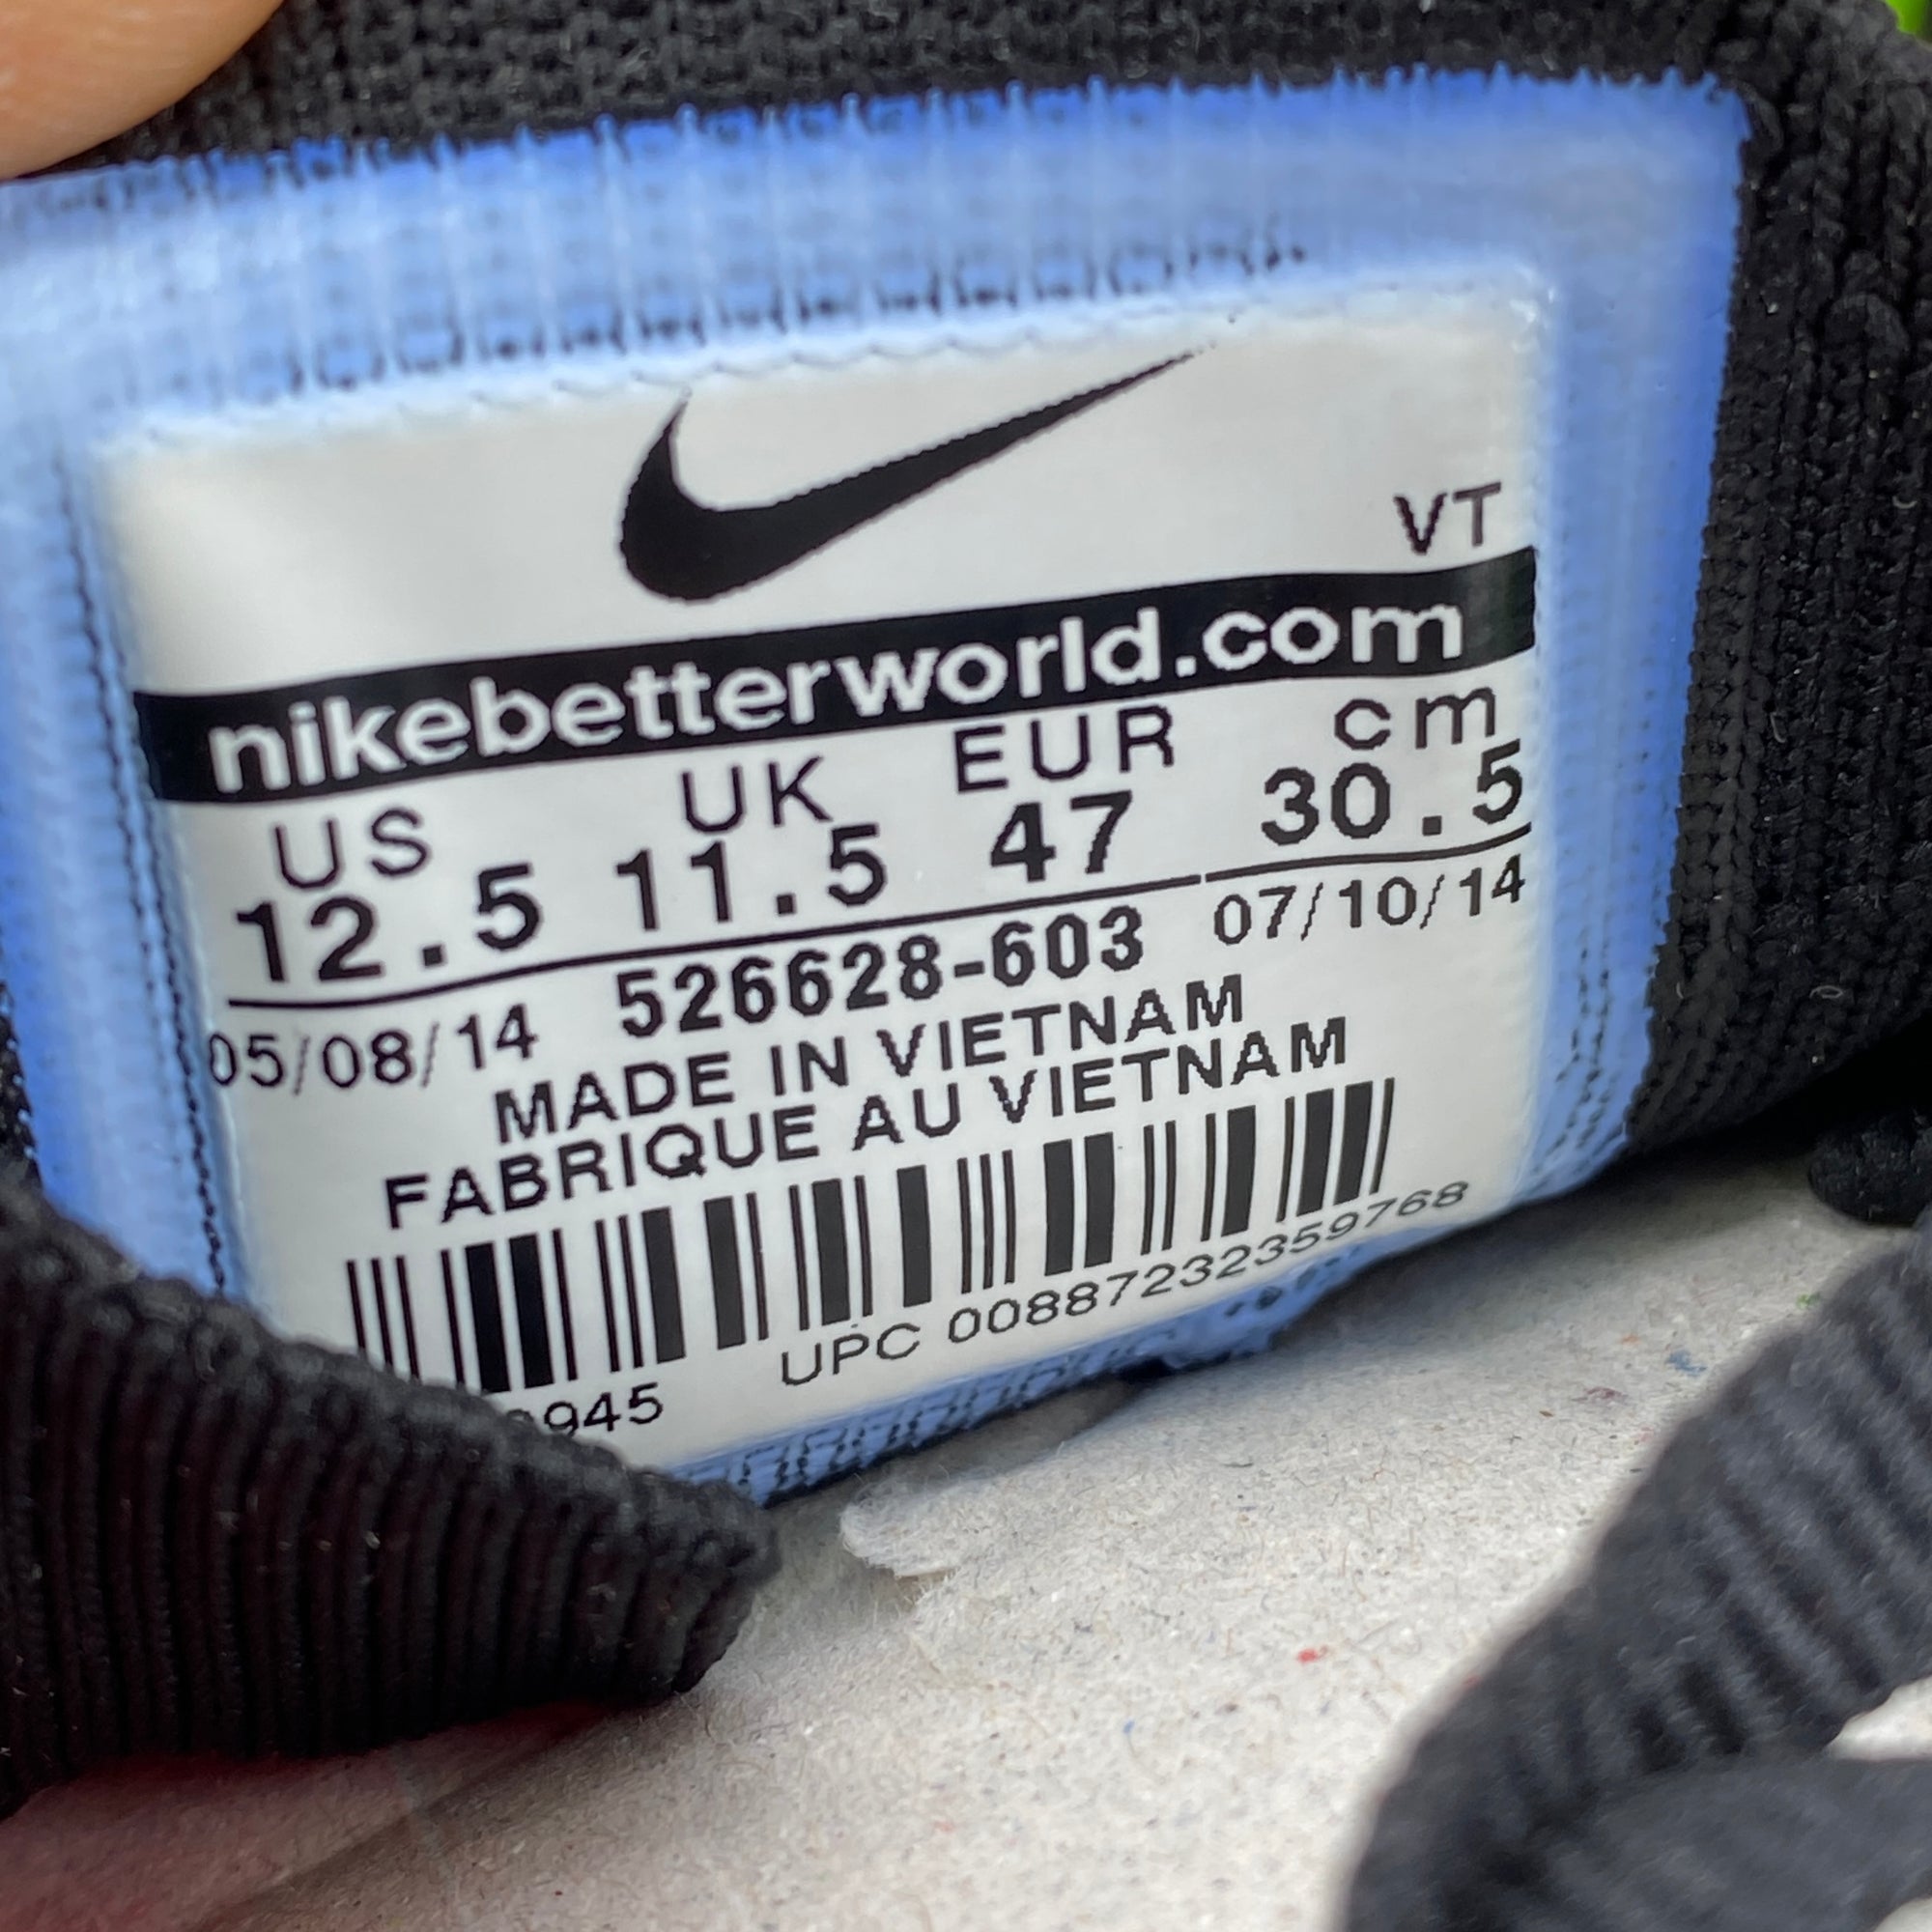 VT
nikebetterworld.com
US UK EUR cm
12.5 11.5 47 30.5
05/08/14 526628-603 07/10/14
MADE IN VIETNAM
FABRIQUE AU VIETNAM
UPC 00887232359768
945